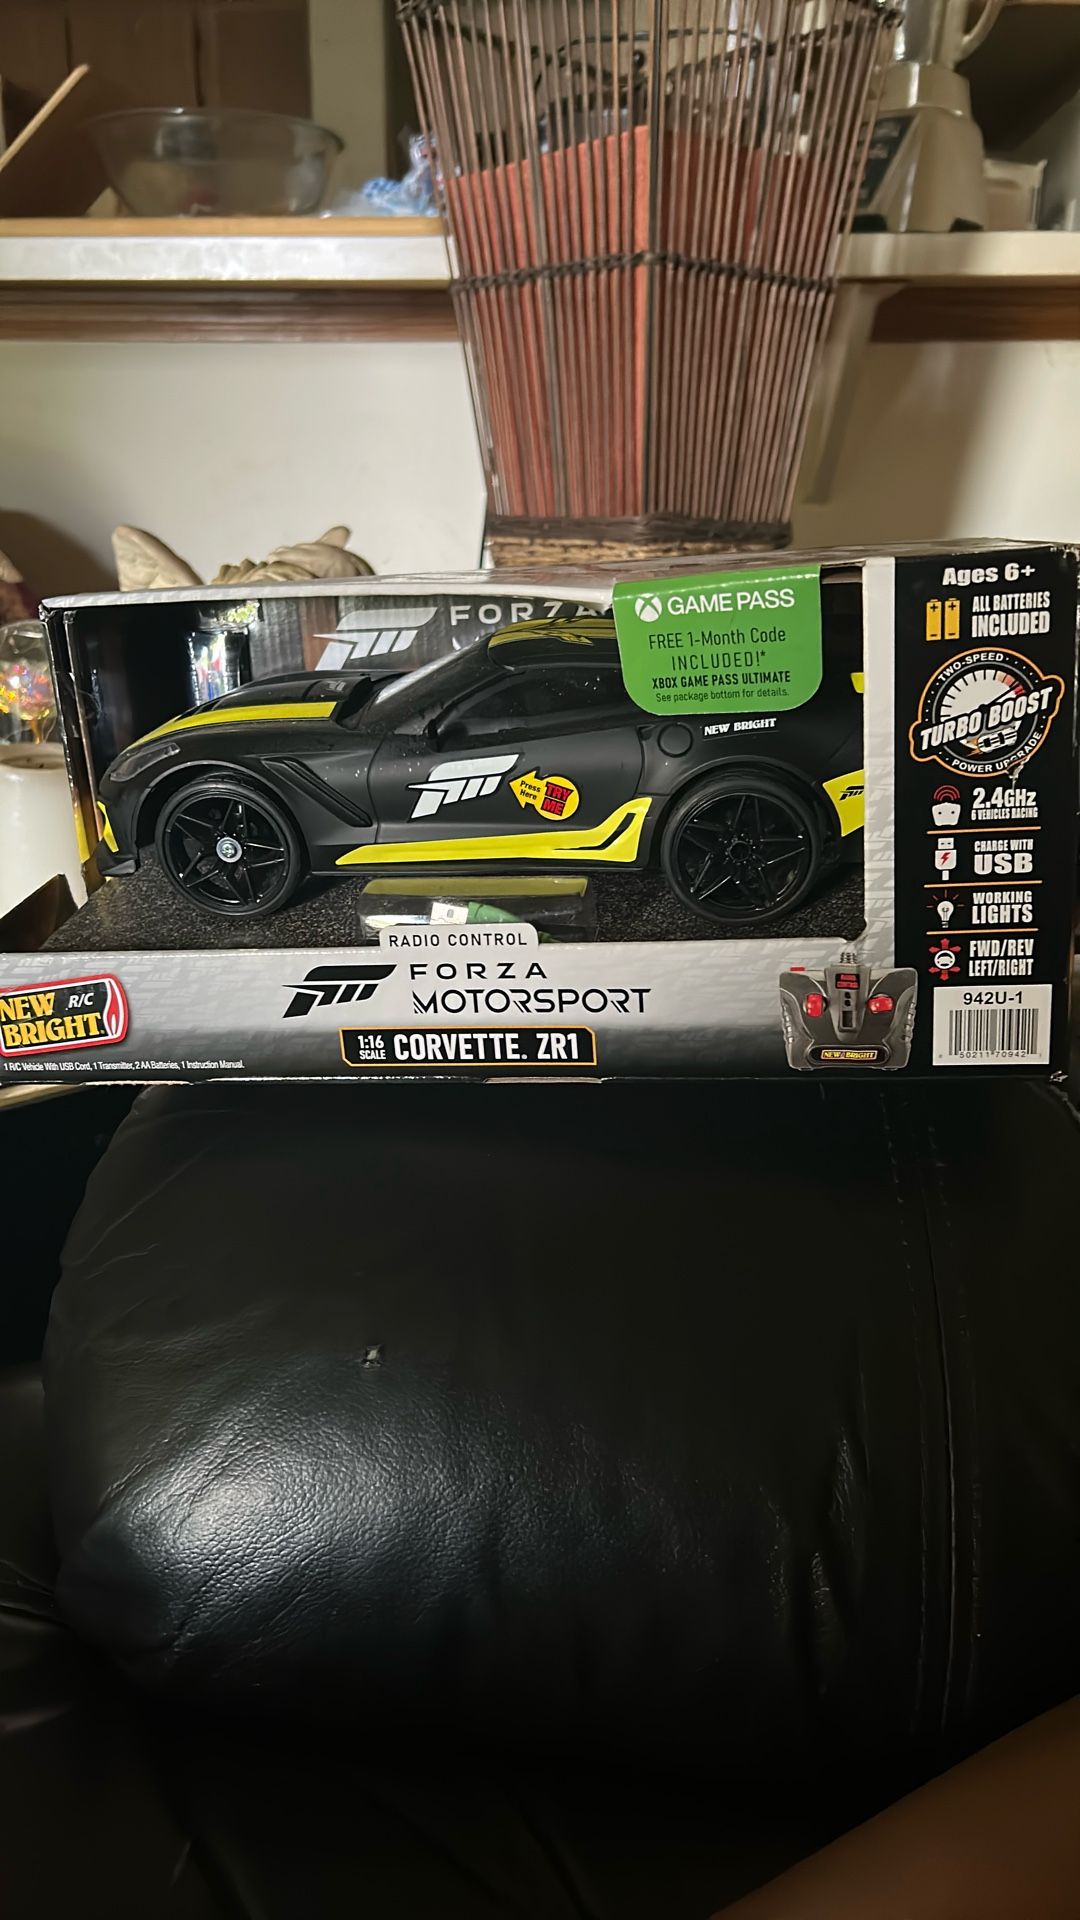 FORZA
GAME PASS
FREE 1-Month Code
INCLUDED!*
XBOX GAME PASS ULTIMATE
See package bottom for details.
NEW BRIGHT
Press
Here
TRY
ME
Ages 6+
ALL BATTERIES
INCLUDED
TWO-SPEED
TURBO BOOST
POWER UPGRADE
2.4GHz
6 VEHICLES RACING
CHARGE WITH
USB
WORKING
LIGHTS
FWD/REV
LEFT/RIGHT
942U-1
50211 70942
RADIO CONTROL
FORZA
MOTORSPORT
1:16
SCALE
CORVETTE. ZR1
NEW R/C
BRIGHT.
1 R/C Vehicle With USB Cord, 1 Transmitter, 2 AA Batteries, 1 Instruction Manual.
RADIO
CONTROL
NEW BRIGHT